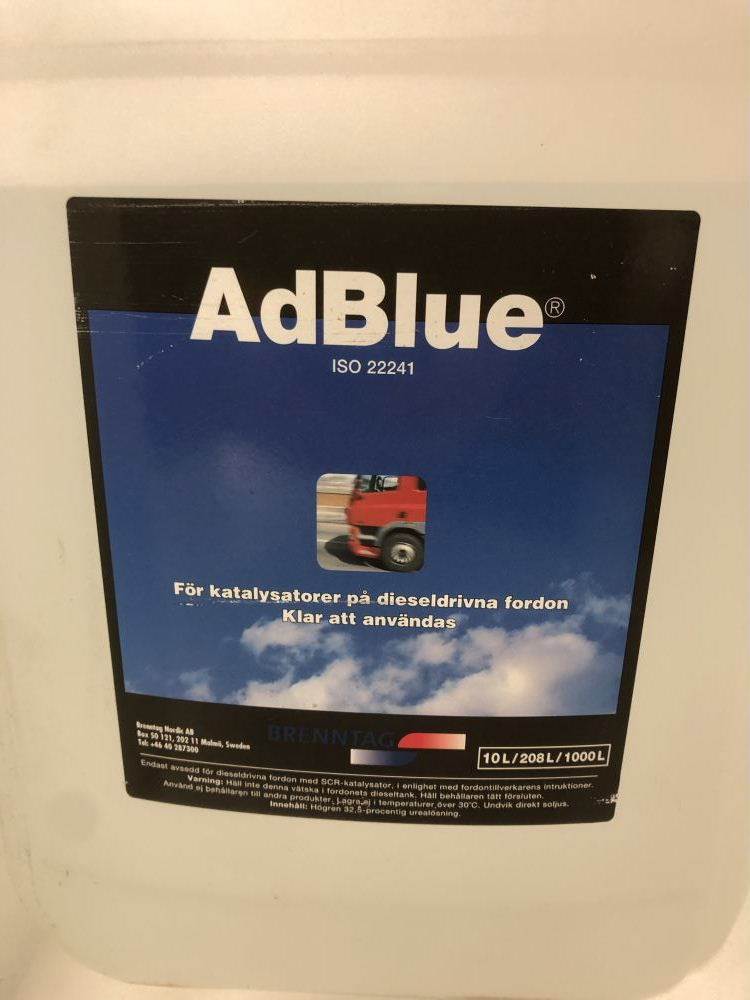 AdBlue®
ISO 22241
För katalysatorer på dieseldrivna fordon
Klar att användas
Brenntag Nordic AB
Box 50 121, 202 11 Malmö, Sweden
Tel: +46 40 287300
BRENNTAG
10 L / 208 L / 1000 L
Endast avsedd för dieseldrivna fordon med SCR-katalysator, i enlighet med fordontillverkarens intruktioner.
Varning: Häll inte denna vätska i fordonets dieseltank. Håll behållaren tätt försluten.
Använd ej behållaren till andra produkter. Lagra ej i temperaturer över 30°C. Undvik direkt soljus.
Innehåll: Högren 32,5-procentig urealösning.